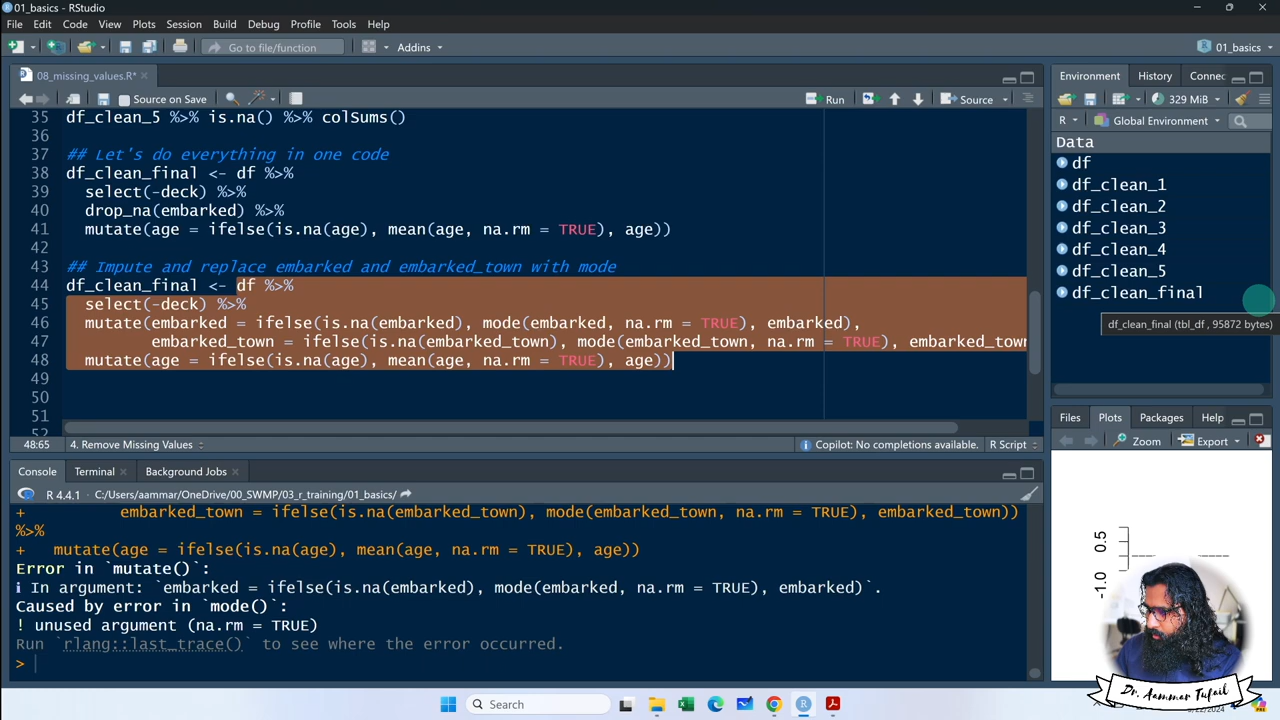 01_basics - RStudio
File Edit Code View Plots Session Build Debug Profile Tools Help
Go to file/function Addins 01_basics
08_missing_values.R*
Source on Save Run Source
35 df_clean_5 %>% is.na() %>% colSums()
36
37 ## Let's do everything in one code
38 df_clean_final <- df %>%
39 select(-deck) %>%
40 drop_na(embarked) %>%
41 mutate(age = ifelse(is.na(age), mean(age, na.rm = TRUE), age))
42
43 ## Impute and replace embarked and embarked_town with mode
44 df_clean_final <- df %>%
45 select(-deck) %>%
46 mutate(embarked = ifelse(is.na(embarked), mode(embarked, na.rm = TRUE), embarked),
47 embarked_town = ifelse(is.na(embarked_town), mode(embarked_town, na.rm = TRUE), embarked_town
48 mutate(age = ifelse(is.na(age), mean(age, na.rm = TRUE), age))
49
50
51
52
48:65 4. Remove Missing Values Copilot: No completions available. R Script
Console Terminal Background Jobs
R 4.4.1 · C:/Users/aammar/OneDrive/00_SWMP/03_r_training/01_basics/
+ embarked_town = ifelse(is.na(embarked_town), mode(embarked_town, na.rm = TRUE), embarked_town))
%>%
+ mutate(age = ifelse(is.na(age), mean(age, na.rm = TRUE), age))
Error in `mutate()`:
ℹ In argument: `embarked = ifelse(is.na(embarked), mode(embarked, na.rm = TRUE), embarked)`.
Caused by error in `mode()`:
! unused argument (na.rm = TRUE)
Run `rlang::last_trace()` to see where the error occurred.
>
Environment History Connec
329 MiB
R Global Environment
Data
df
df_clean_1
df_clean_2
df_clean_3
df_clean_4
df_clean_5
df_clean_final
df_clean_final (tbl_df , 95872 bytes)
Files Plots Packages Help
Zoom Export
0.5
-1.0
Dr. Aammar Tufail
Search